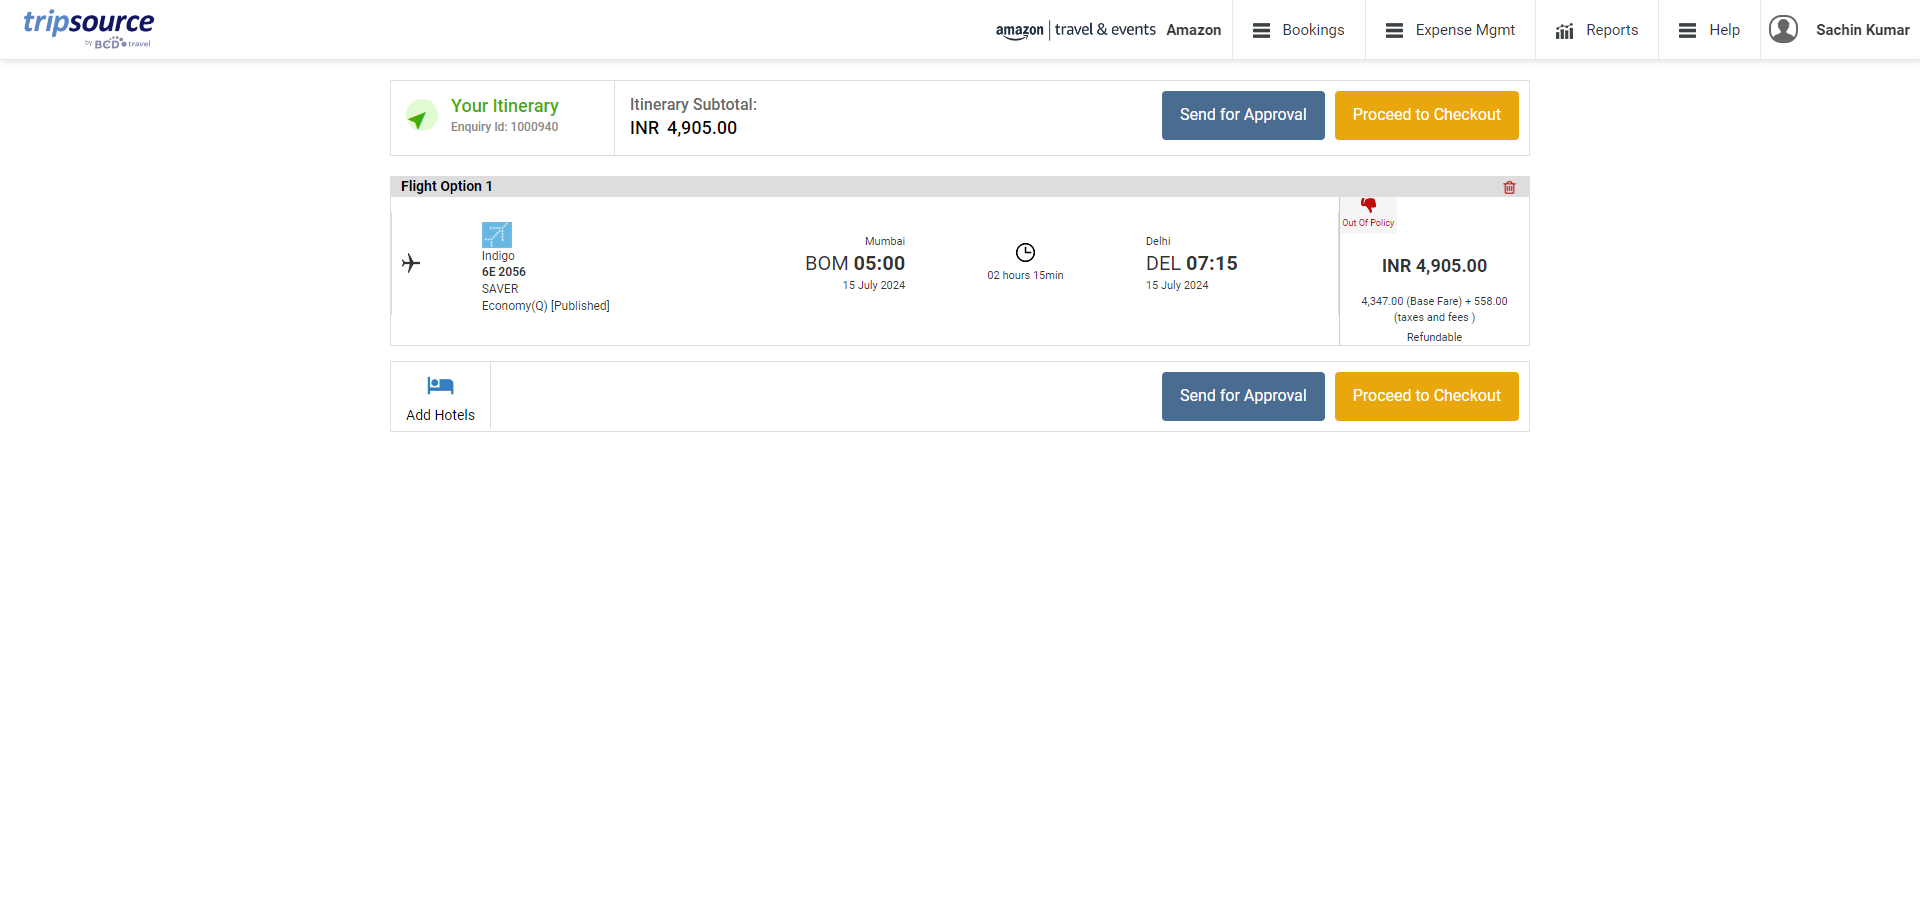 tripsource
by BCD travel
amazon | travel & events Amazon
Bookings
Expense Mgmt
Reports
Help
Sachin Kumar
Your Itinerary
Enquiry Id: 1000940
Itinerary Subtotal:
INR 4,905.00
Send for Approval
Proceed to Checkout
Flight Option 1
Indigo
6E 2056
SAVER
Economy(Q) [Published]
Mumbai
BOM 05:00
15 July 2024
02 hours 15min
Delhi
DEL 07:15
15 July 2024
Out Of Policy
INR 4,905.00
4,347.00 (Base Fare) + 558.00
(taxes and fees )
Refundable
Add Hotels
Send for Approval
Proceed to Checkout